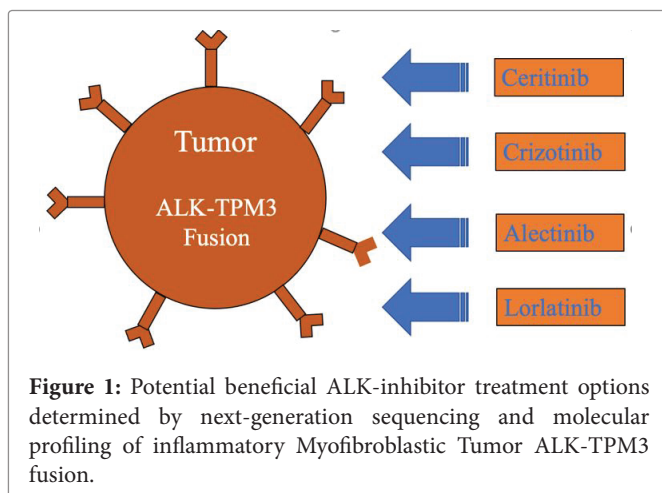 Tumor
ALK-TPM3
Fusion
Ceritinib
Crizotinib
Alectinib
Lorlatinib
Figure 1: Potential beneficial ALK-inhibitor treatment options
determined by next-generation sequencing and molecular
profiling of inflammatory Myofibroblastic Tumor ALK-TPM3
fusion.